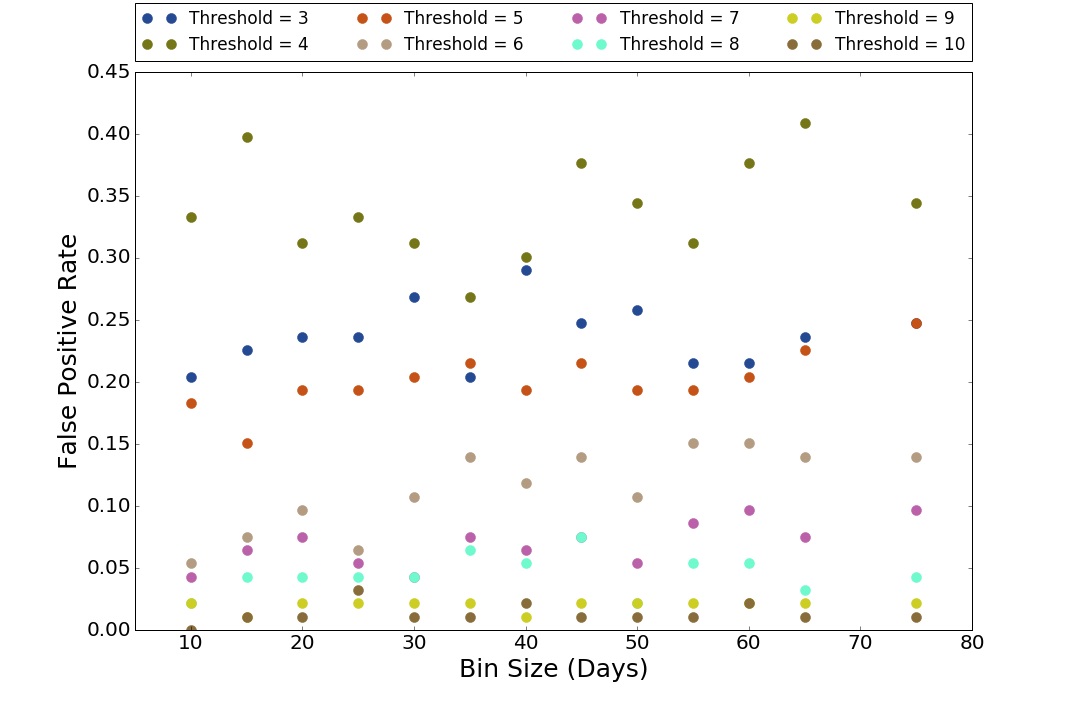 Threshold = 3 Threshold = 5 Threshold = 7 Threshold = 9
Threshold = 4 Threshold = 6 Threshold = 8 Threshold = 10
0.45
0.40
0.35
0.30
0.25
0.20
0.15
0.10
0.05
0.00
False Positive Rate
10 20 30 40 50 60 70 80
Bin Size (Days)